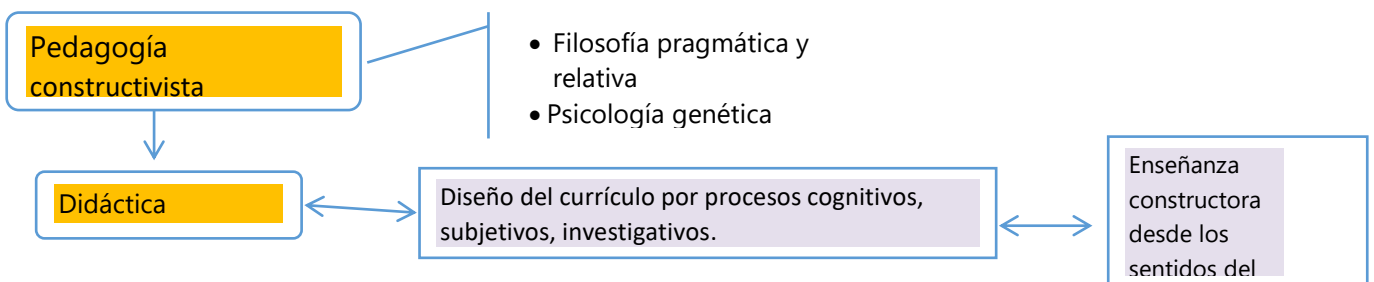 Pedagogía
constructivista
• Filosofía pragmática y
relativa
• Psicología genética
Didáctica
Diseño del currículo por procesos cognitivos,
subjetivos, investigativos.
Enseñanza
constructora
desde los
sentidos del